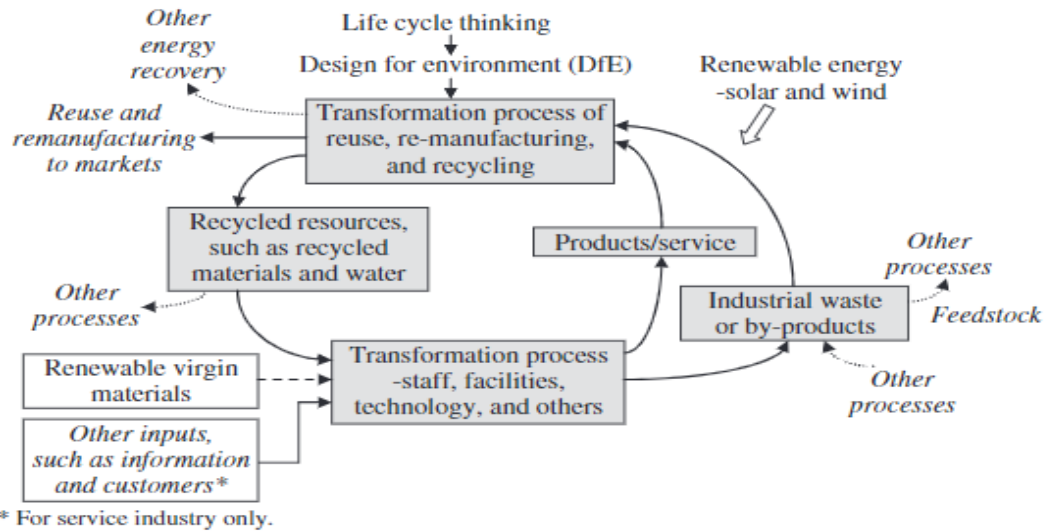 Other
energy
recovery
Life cycle thinking
Design for environment (DfE)
Renewable energy
-solar and wind
Reuse and
remanufacturing
to markets
Transformation process of
reuse, re-manufacturing,
and recycling
Recycled resources,
such as recycled
materials and water
Products/service
Other
processes
Other
processes
Industrial waste
or by-products
Feedstock
Renewable virgin
materials
Transformation process
-staff, facilities,
technology, and others
Other
processes
Other inputs,
such as information
and customers*
* For service industry only.